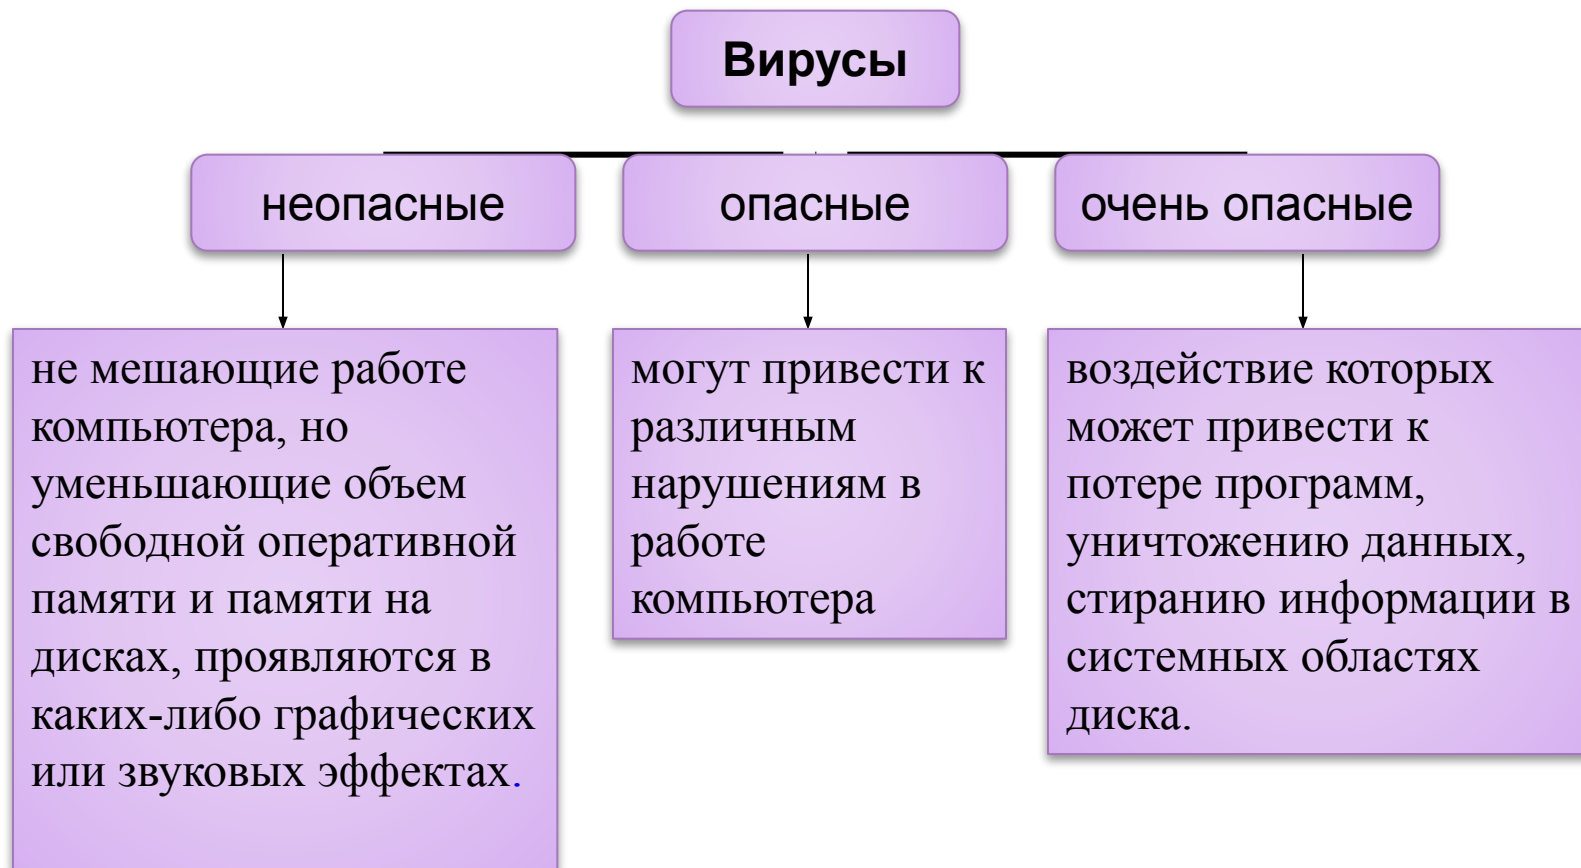 Вирусы
неопасные
опасные
очень опасные
не мешающие работе
компьютера, но
уменьшающие объем
свободной оперативной
памяти и памяти на
дисках, проявляются в
каких-либо графических
или звуковых эффектах.
могут привести к
различным
нарушениям в
работе
компьютера
воздействие которых
может привести к
потере программ,
уничтожению данных,
стиранию информации в
системных областях
диска.